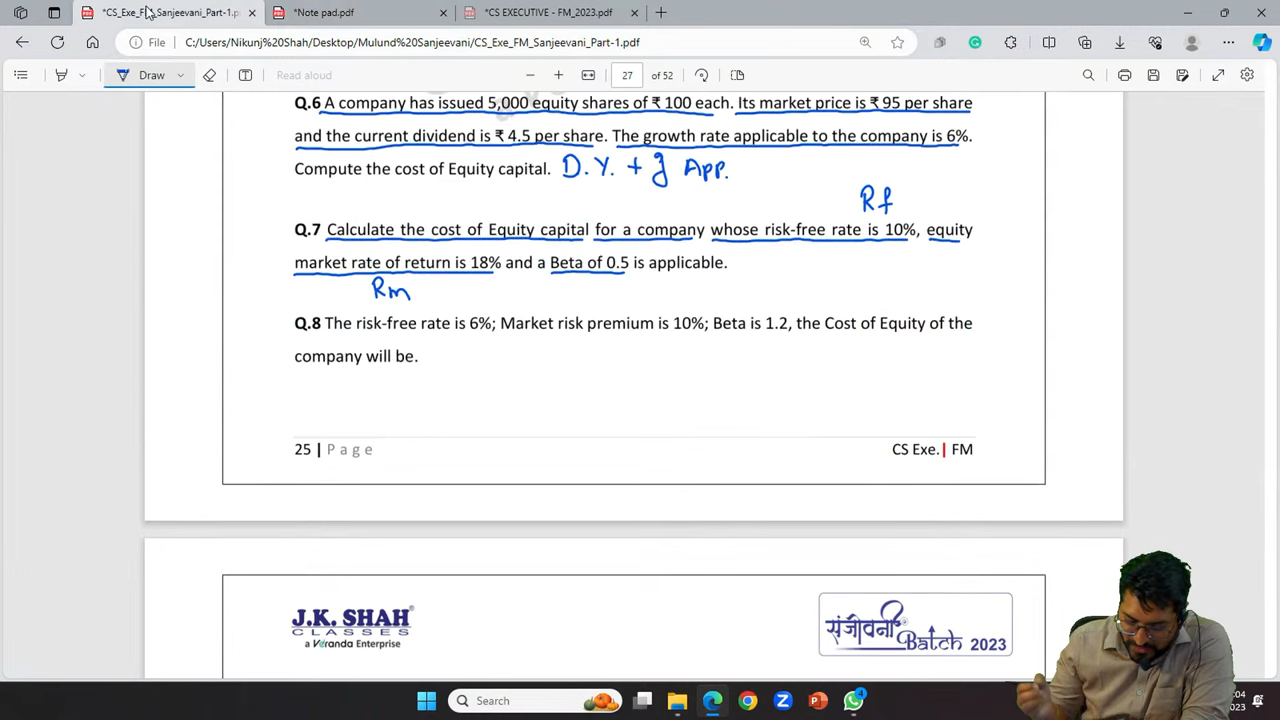 *CS_Exe_FM_Sanjeevani_Part-1.p
*Note pad.pdf
*CS EXECUTIVE - FM_2023.pdf
File
C:/Users/Nikunj%20Shah/Desktop/Mulund%20Sanjeevani/CS_Exe_FM_Sanjeevani_Part-1.pdf
Draw
Read aloud
27 of 52
Q.6 A company has issued 5,000 equity shares of ₹ 100 each. Its market price is ₹ 95 per share
and the current dividend is ₹ 4.5 per share. The growth rate applicable to the company is 6%.
Compute the cost of Equity capital. D.Y. + g App.
Rf
Q.7 Calculate the cost of Equity capital for a company whose risk-free rate is 10%, equity
market rate of return is 18% and a Beta of 0.5 is applicable.
Rm
Q.8 The risk-free rate is 6%; Market risk premium is 10%; Beta is 1.2, the Cost of Equity of the
company will be.
25 | P a g e CS Exe.| FM
J.K. SHAH®
CLASSES
a Veranda Enterprise
संजीवनी
Batch 2023
Search
4